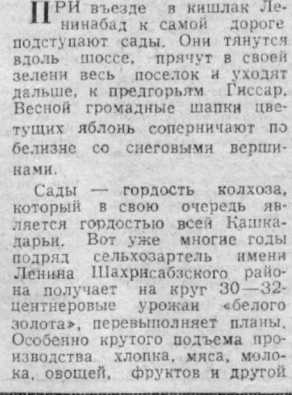 ПРИ въезде в кишлак Ле-
нинабад к самой дороге
подступают сады. Они тянутся
вдоль шоссе, прячут в своей
зелени весь поселок и уходят
дальше, к предгорьям Гиссар.
Весной громадные шапки цве-
тущих яблонь соперничают по
белизне со снеговыми верши-
нами.
Сады — гордость колхоза,
который в свою очередь яв-
ляется гордостью всей Кашка-
дарьи. Вот уже многие годы
подряд сельхозартель имени
Ленина Шахрисабзского райо-
на получает на круг 30—32-
центнеровые урожаи «белого
золота», перевыполняет планы.
Особенно крутого подъема про-
изводства хлопка, мяса, моло-
ка, овощей, фруктов и другой